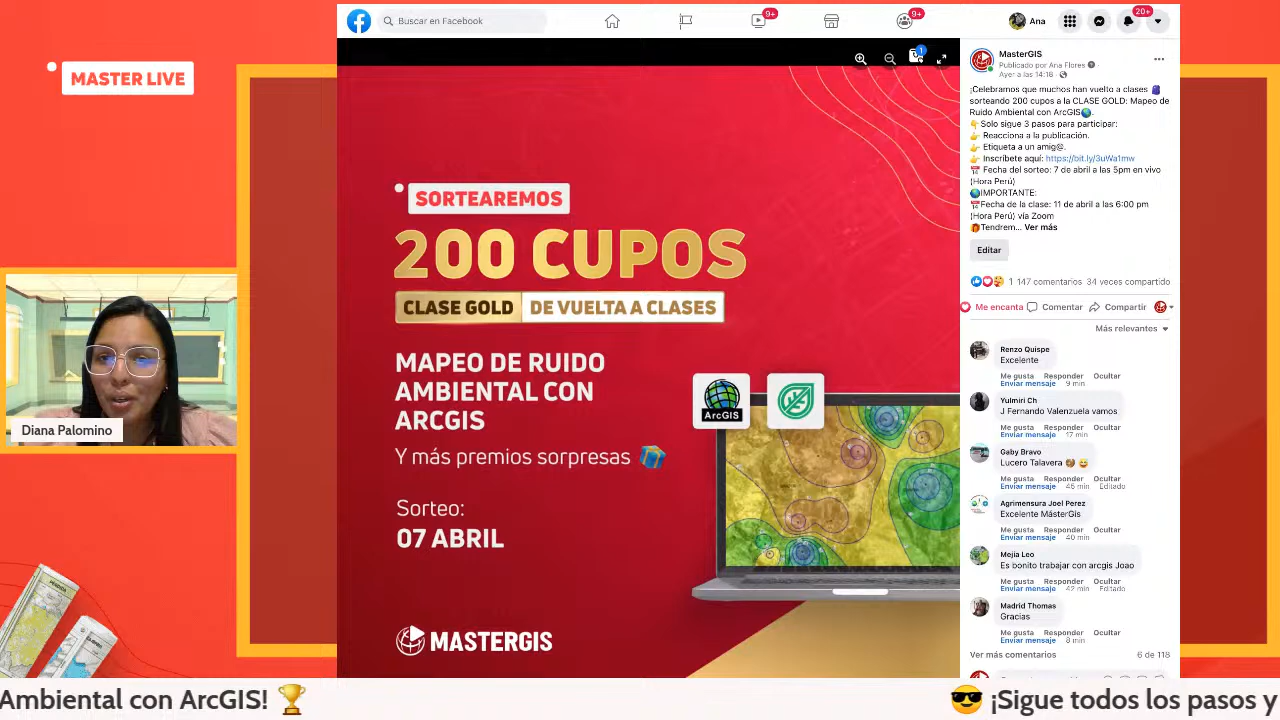 MASTER LIVE
Diana Palomino
Buscar en Facebook
9+
9+
Ana
20+
1
SORTEAREMOS
200 CUPOS
CLASE GOLD DE VUELTA A CLASES
MAPEO DE RUIDO
AMBIENTAL CON
ARCGIS
Y más premios sorpresas
Sorteo:
07 ABRIL
ArcGIS
MASTERGIS
MasterGIS
Publicado por Ana Flores
Ayer a las 14:18
¡Celebramos que muchos han vuelto a clases
sorteando 200 cupos a la CLASE GOLD: Mapeo de
Ruido Ambiental con ArcGIS.
Solo sigue 3 pasos para participar:
Reacciona a la publicación.
Etiqueta a un amig@.
Inscríbete aquí: https://bit.ly/3uWa1mw
Fecha del sorteo: 7 de abril a las 5pm en vivo
(Hora Perú)
IMPORTANTE:
Fecha de la clase: 11 de abril a las 6:00 pm
(Hora Perú) vía Zoom
Tendrem... Ver más
Editar
1 147 comentarios 34 veces compartido
Me encanta Comentar Compartir
Más relevantes
Renzo Quispe
Excelente
Me gusta Responder Ocultar
Enviar mensaje 9 min
Yulmiri Ch
J Fernando Valenzuela vamos
Me gusta Responder Ocultar
Enviar mensaje 17 min
Gaby Bravo
Lucero Talavera
Me gusta Responder Ocultar
Enviar mensaje 45 min Editado
Agrimensura Joel Perez
Excelente MásterGis
Me gusta Responder Ocultar
Enviar mensaje 40 min
Mejía Leo
Es bonito trabajar con arcgis Joao
Me gusta Responder Ocultar
Enviar mensaje 42 min Editado
Madrid Thomas
Gracias
Me gusta Responder Ocultar
Enviar mensaje 8 min
Ver más comentarios 6 de 118
Ambiental con ArcGIS! 🏆 😎 ¡Sigue todos los pasos y